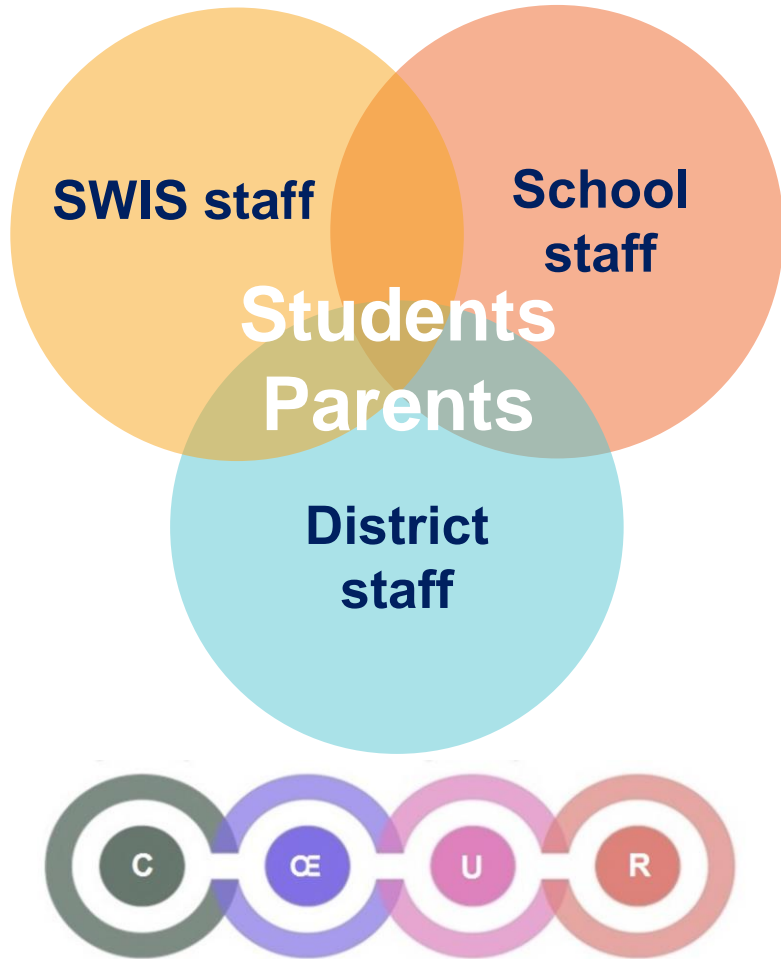 SWIS staff
School
staff
Students
Parents
District
staff
C Œ U R